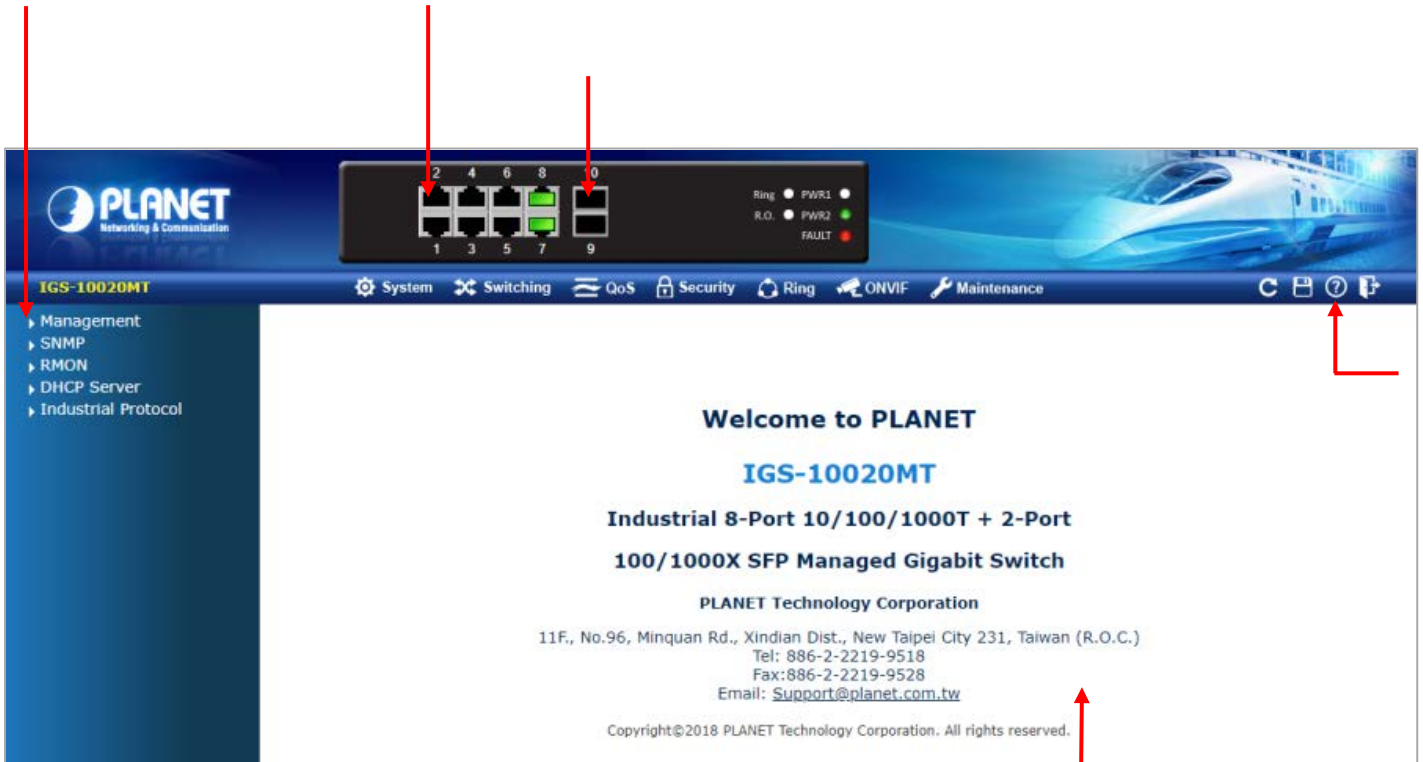 2 4 6 8 10
PLANET
Networking & Communication
Ring PWR1
R.O. PWR2
FAULT
1 3 5 7 9
IGS-10020MT
System Switching QoS Security Ring ONVIF Maintenance
Management
SNMP
RMON
DHCP Server
Industrial Protocol
Welcome to PLANET
IGS-10020MT
Industrial 8-Port 10/100/1000T + 2-Port
100/1000X SFP Managed Gigabit Switch
PLANET Technology Corporation
11F., No.96, Minquan Rd., Xindian Dist., New Taipei City 231, Taiwan (R.O.C.)
Tel: 886-2-2219-9518
Fax:886-2-2219-9528
Email: Support@planet.com.tw
Copyright©2018 PLANET Technology Corporation. All rights reserved.